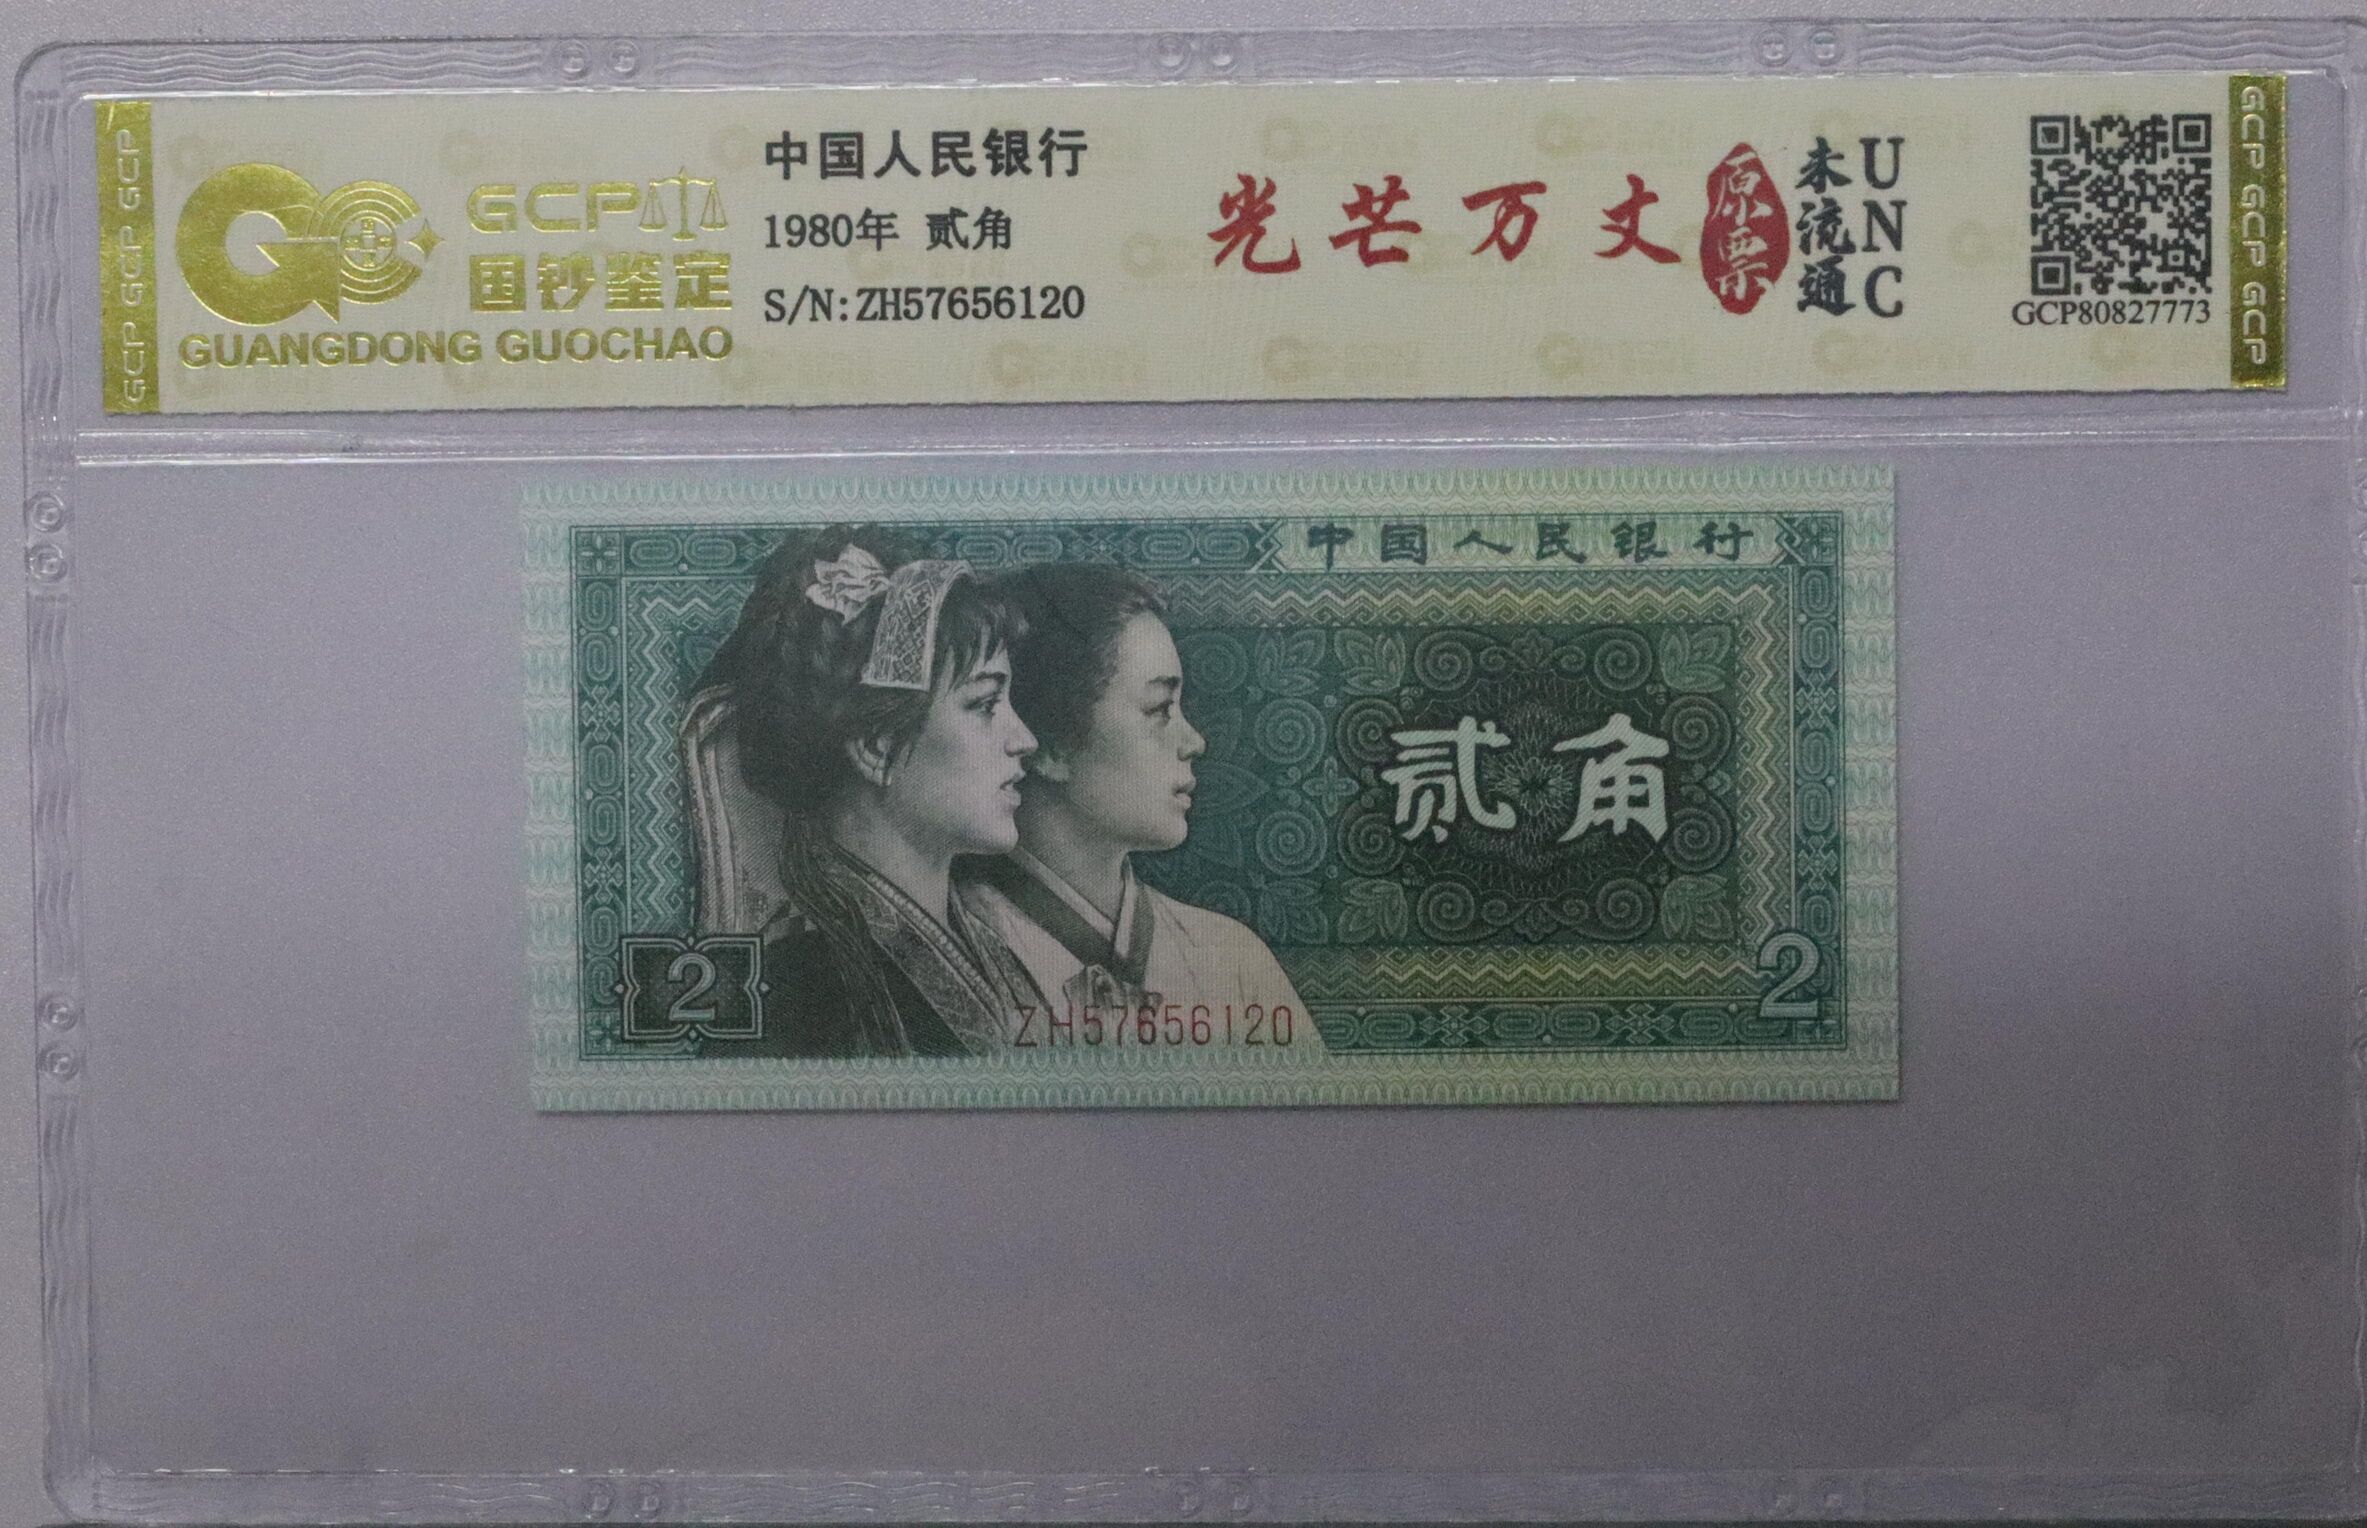 GCP GCP GCP
GCP
国钞鉴定
GUANGDONG GUOCHAO
中国人民银行
1980年 贰角
S/N:ZH57656120
光芒万丈
原票
未流通
UNC
GCP80827773
GCP GCP GCP
中国人民银行
贰角
2
2
ZH57656120